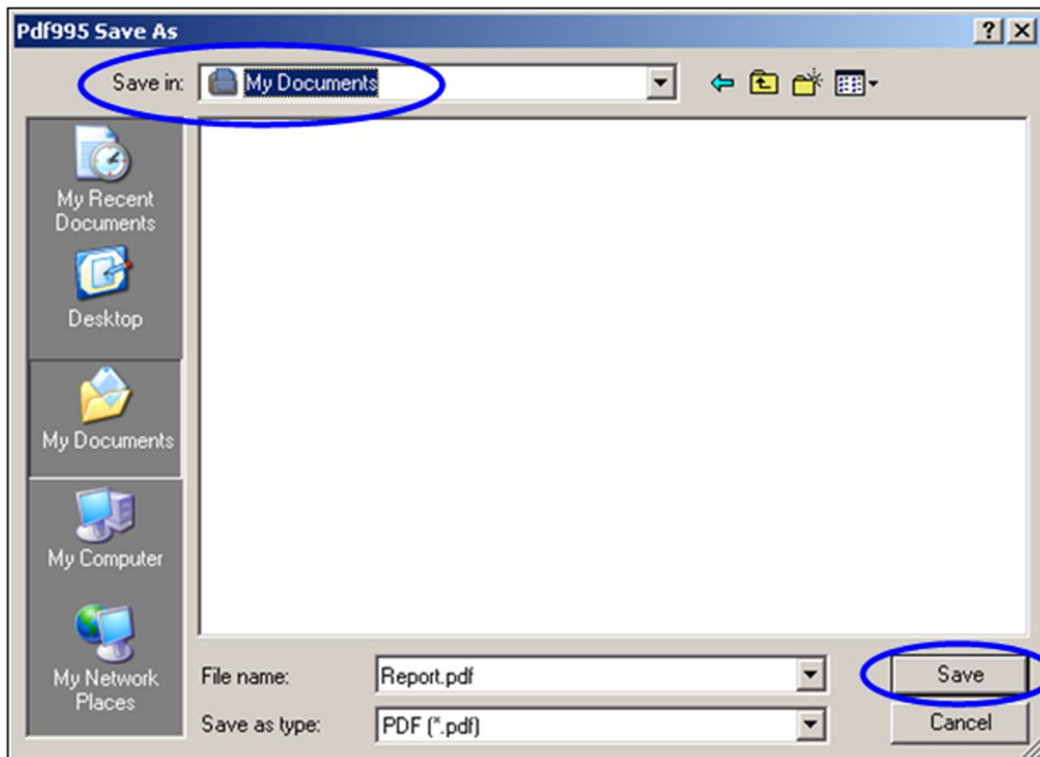 Pdf995 Save As
Save in: My Documents
My Recent
Documents
Desktop
My Documents
My Computer
My Network
Places
File name: Report.pdf
Save as type: PDF (*.pdf)
Save
Cancel